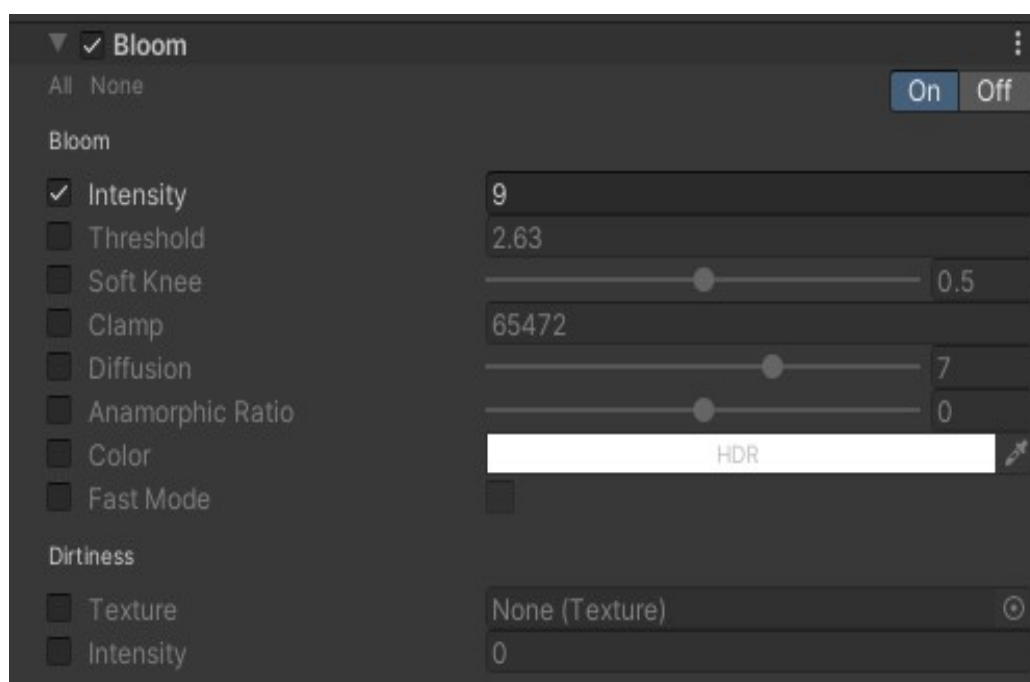 Bloom
All None
On Off
Bloom
Intensity 9
Threshold 2.63
Soft Knee 0.5
Clamp 65472
Diffusion 7
Anamorphic Ratio 0
Color HDR
Fast Mode
Dirtiness
Texture None (Texture)
Intensity 0